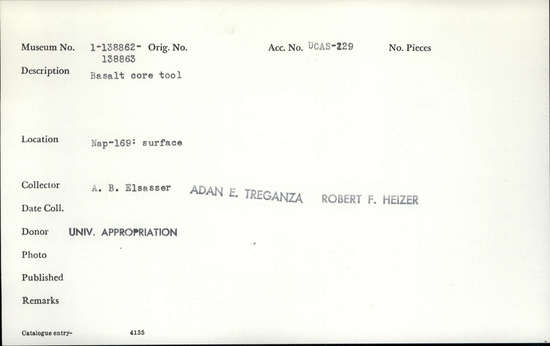 Museum No. 1-138862- Orig. No. Acc. No. UCAS-229 No. Pieces
138863
Description Basalt core tool
Location Nap-169: surface
Collector A. B. Elsasser ADAN E. TREGANZA ROBERT F. HEIZER
Date Coll.
Donor UNIV. APPROPRIATION
Photo
Published
Remarks
Catalogue entry- 4135